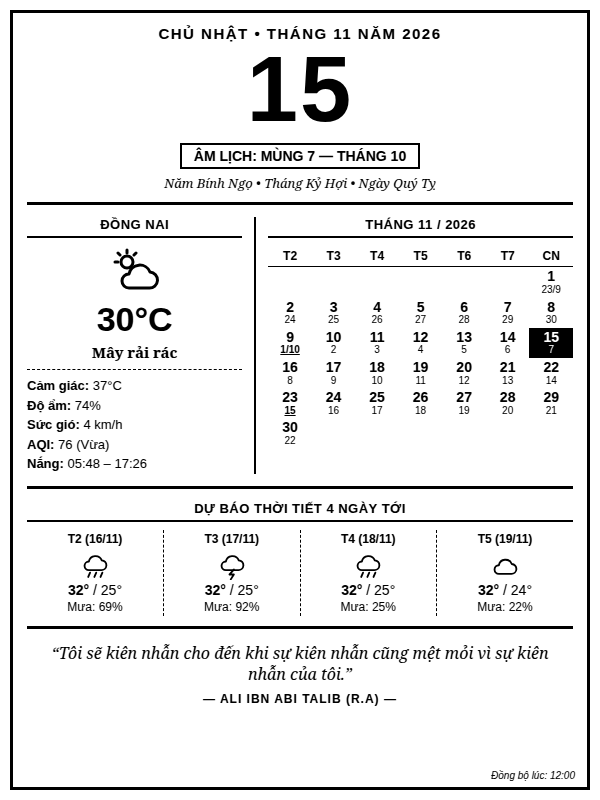 CHỦ NHẬT • THÁNG 11 NĂM 2026
15
ÂM LỊCH: MÙNG 7 — THÁNG 10
Năm Bính Ngọ • Tháng Kỷ Hợi • Ngày Quý Tỵ
ĐỒNG NAI
30°C
Mây rải rác
Cảm giác: 37°C
Độ ẩm: 74%
Sức gió: 4 km/h
AQI: 76 (Vừa)
Nắng: 05:48 – 17:26
THÁNG 11 / 2026
T2 T3 T4 T5 T6 T7 CN
1
23/9
2 3 4 5 6 7 8
24 25 26 27 28 29 30
9 10 11 12 13 14 15
1/10 2 3 4 5 6 7
16 17 18 19 20 21 22
8 9 10 11 12 13 14
23 24 25 26 27 28 29
15 16 17 18 19 20 21
30
22
DỰ BÁO THỜI TIẾT 4 NGÀY TỚI
T2 (16/11)
32° / 25°
Mưa: 69%
T3 (17/11)
32° / 25°
Mưa: 92%
T4 (18/11)
32° / 25°
Mưa: 25%
T5 (19/11)
32° / 24°
Mưa: 22%
“Tôi sẽ kiên nhẫn cho đến khi sự kiên nhẫn cũng mệt mỏi vì sự kiên
nhẫn của tôi.”
— ALI IBN ABI TALIB (R.A) —
Đồng bộ lúc: 12:00